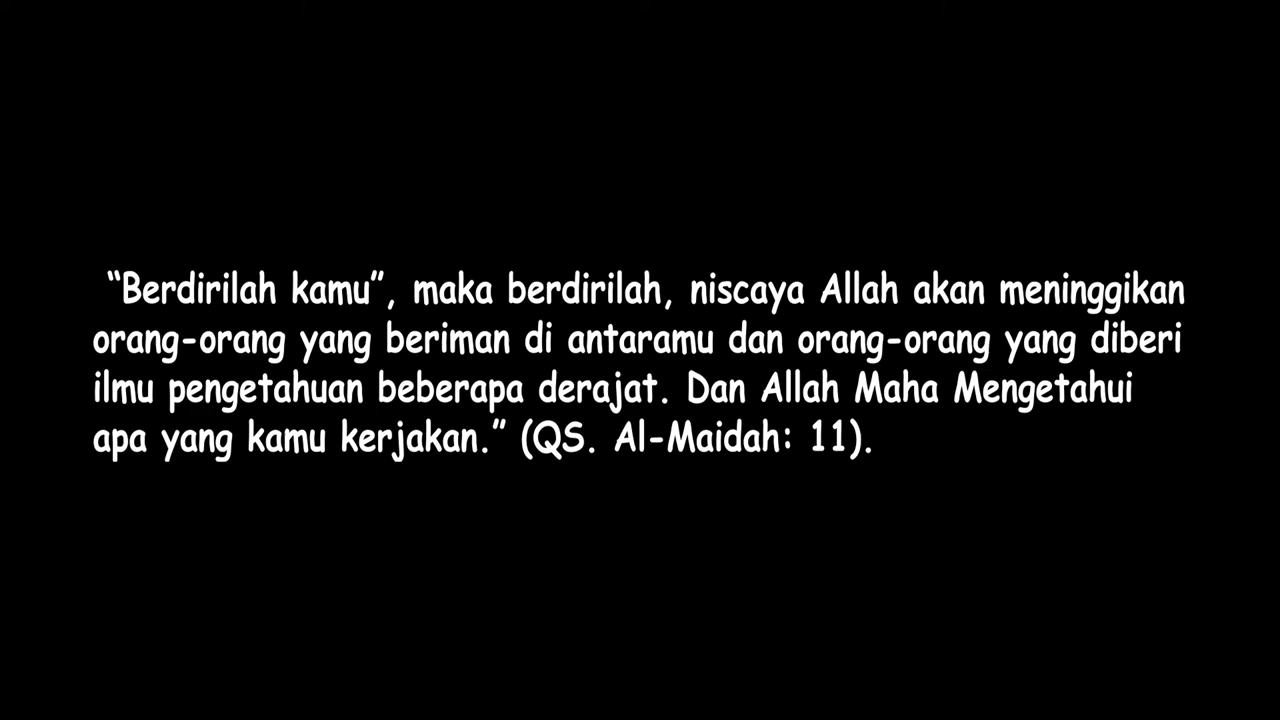 “Berdirilah kamu”, maka berdirilah, niscaya Allah akan meninggikan
orang-orang yang beriman di antaramu dan orang-orang yang diberi
ilmu pengetahuan beberapa derajat. Dan Allah Maha Mengetahui
apa yang kamu kerjakan.” (QS. Al-Maidah: 11).